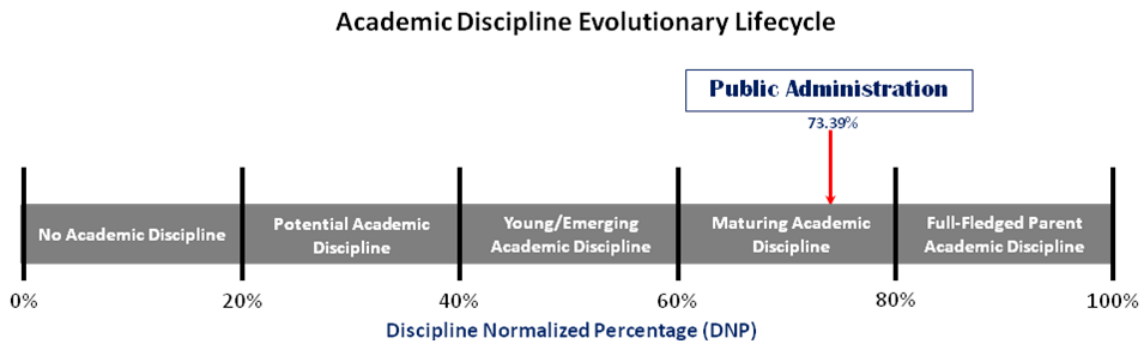 Academic Discipline Evolutionary Lifecycle
Public Administration
73.39%
No Academic Discipline
Potential Academic
Discipline
Young/Emerging
Academic Discipline
Maturing Academic
Discipline
Full-Fledged Parent
Academic Discipline
0%
20%
40%
60%
80%
100%
Discipline Normalized Percentage (DNP)